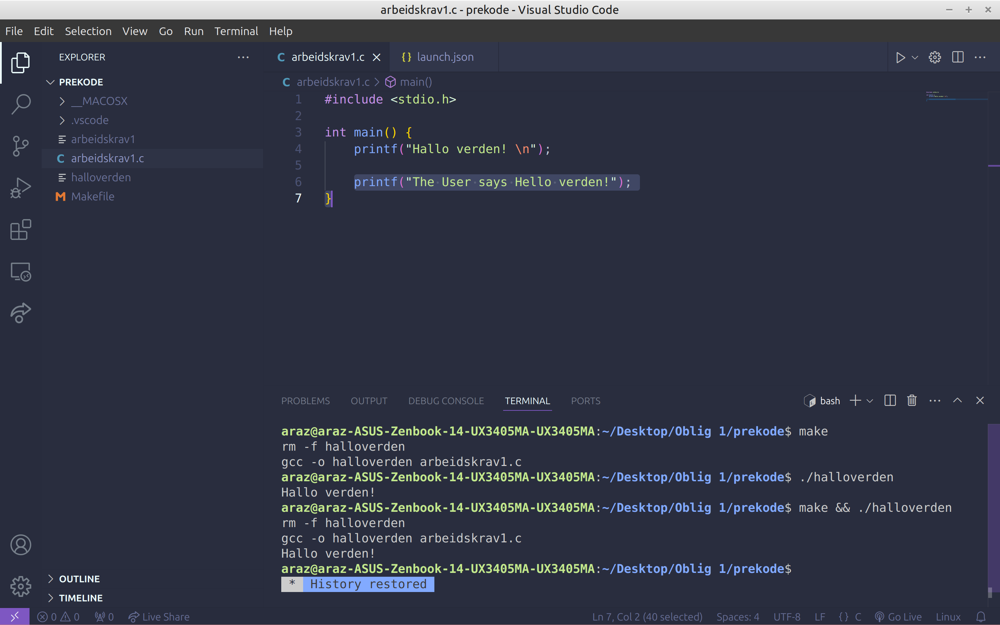 arbeidskrav1.c - prekode - Visual Studio Code
File Edit Selection View Go Run Terminal Help
EXPLORER
PREKODE
__MACOSX
.vscode
arbeidskrav1
arbeidskrav1.c
halloverden
Makefile
OUTLINE
TIMELINE
arbeidskrav1.c launch.json
arbeidskrav1.c > main()
1 #include <stdio.h>
2
3 int main() {
4 printf("Hallo verden! \n");
5
6 printf("The User says Hello verden!");
7 }
PROBLEMS OUTPUT DEBUG CONSOLE TERMINAL PORTS
bash
araz@araz-ASUS-Zenbook-14-UX3405MA-UX3405MA:~/Desktop/Oblig 1/prekode$ make
rm -f halloverden
gcc -o halloverden arbeidskrav1.c
araz@araz-ASUS-Zenbook-14-UX3405MA-UX3405MA:~/Desktop/Oblig 1/prekode$ ./halloverden
Hallo verden!
araz@araz-ASUS-Zenbook-14-UX3405MA-UX3405MA:~/Desktop/Oblig 1/prekode$ make && ./halloverden
rm -f halloverden
gcc -o halloverden arbeidskrav1.c
Hallo verden!
araz@araz-ASUS-Zenbook-14-UX3405MA-UX3405MA:~/Desktop/Oblig 1/prekode$
* History restored
0 0 0 Live Share Ln 7, Col 2 (40 selected) Spaces: 4 UTF-8 LF {} C Go Live Linux